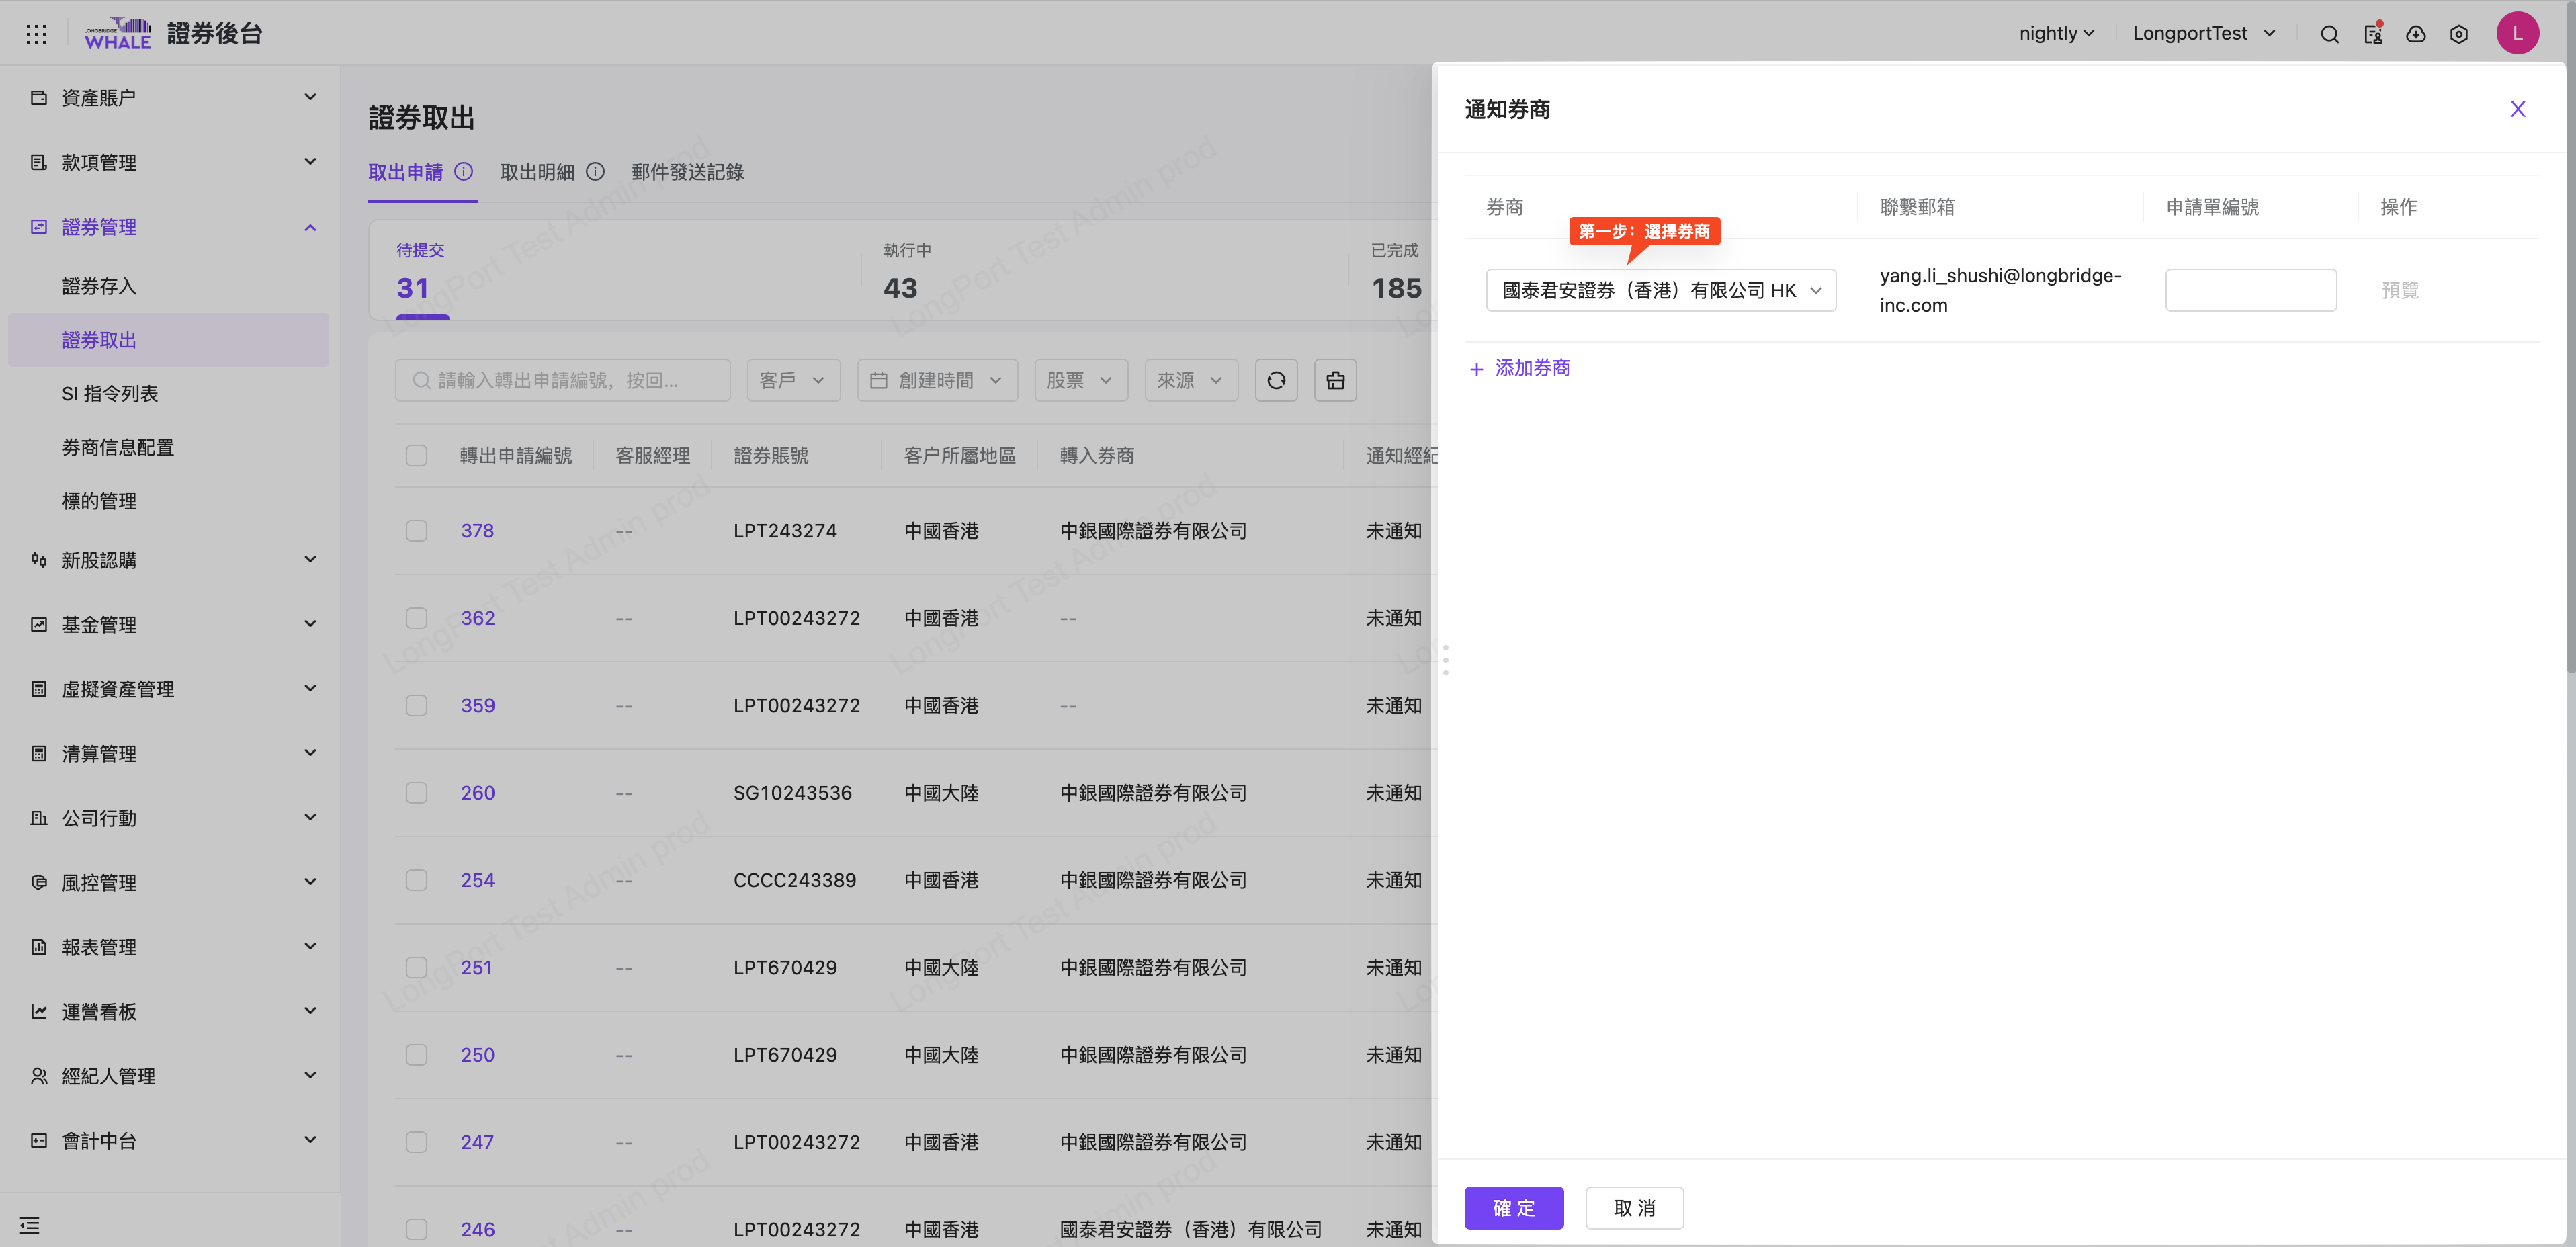 LONGBRIDGE
WHALE
證券後台
nightly
LongportTest
L
資產賬户
款項管理
證券管理
證券存入
證券取出
SI 指令列表
券商信息配置
標的管理
新股認購
基金管理
虛擬資產管理
清算管理
公司行動
風控管理
報表管理
運營看板
經紀人管理
會計中台
證券取出
取出申請
取出明細
郵件發送記錄
待提交
31
執行中
43
已完成
185
請輸入轉出申請編號，按回...
客戶
創建時間
股票
來源
轉出申請編號 客服經理 證券賬號 客户所屬地區 轉入券商 通知經紀
378 -- LPT243274 中國香港 中銀國際證券有限公司 未通知
362 -- LPT00243272 中國香港 -- 未通知
359 -- LPT00243272 中國香港 -- 未通知
260 -- SG10243536 中國大陸 中銀國際證券有限公司 未通知
254 -- CCCC243389 中國香港 中銀國際證券有限公司 未通知
251 -- LPT670429 中國大陸 中銀國際證券有限公司 未通知
250 -- LPT670429 中國大陸 中銀國際證券有限公司 未通知
247 -- LPT00243272 中國香港 中銀國際證券有限公司 未通知
246 -- LPT00243272 中國香港 國泰君安證券（香港）有限公司 未通知
LongPort Test Admin prod
通知券商
券商 聯繫郵箱 申請單編號 操作
第一步：選擇券商
國泰君安證券（香港）有限公司 HK
yang.li_shushi@longbridge-
inc.com
預覽
+ 添加券商
確 定
取 消